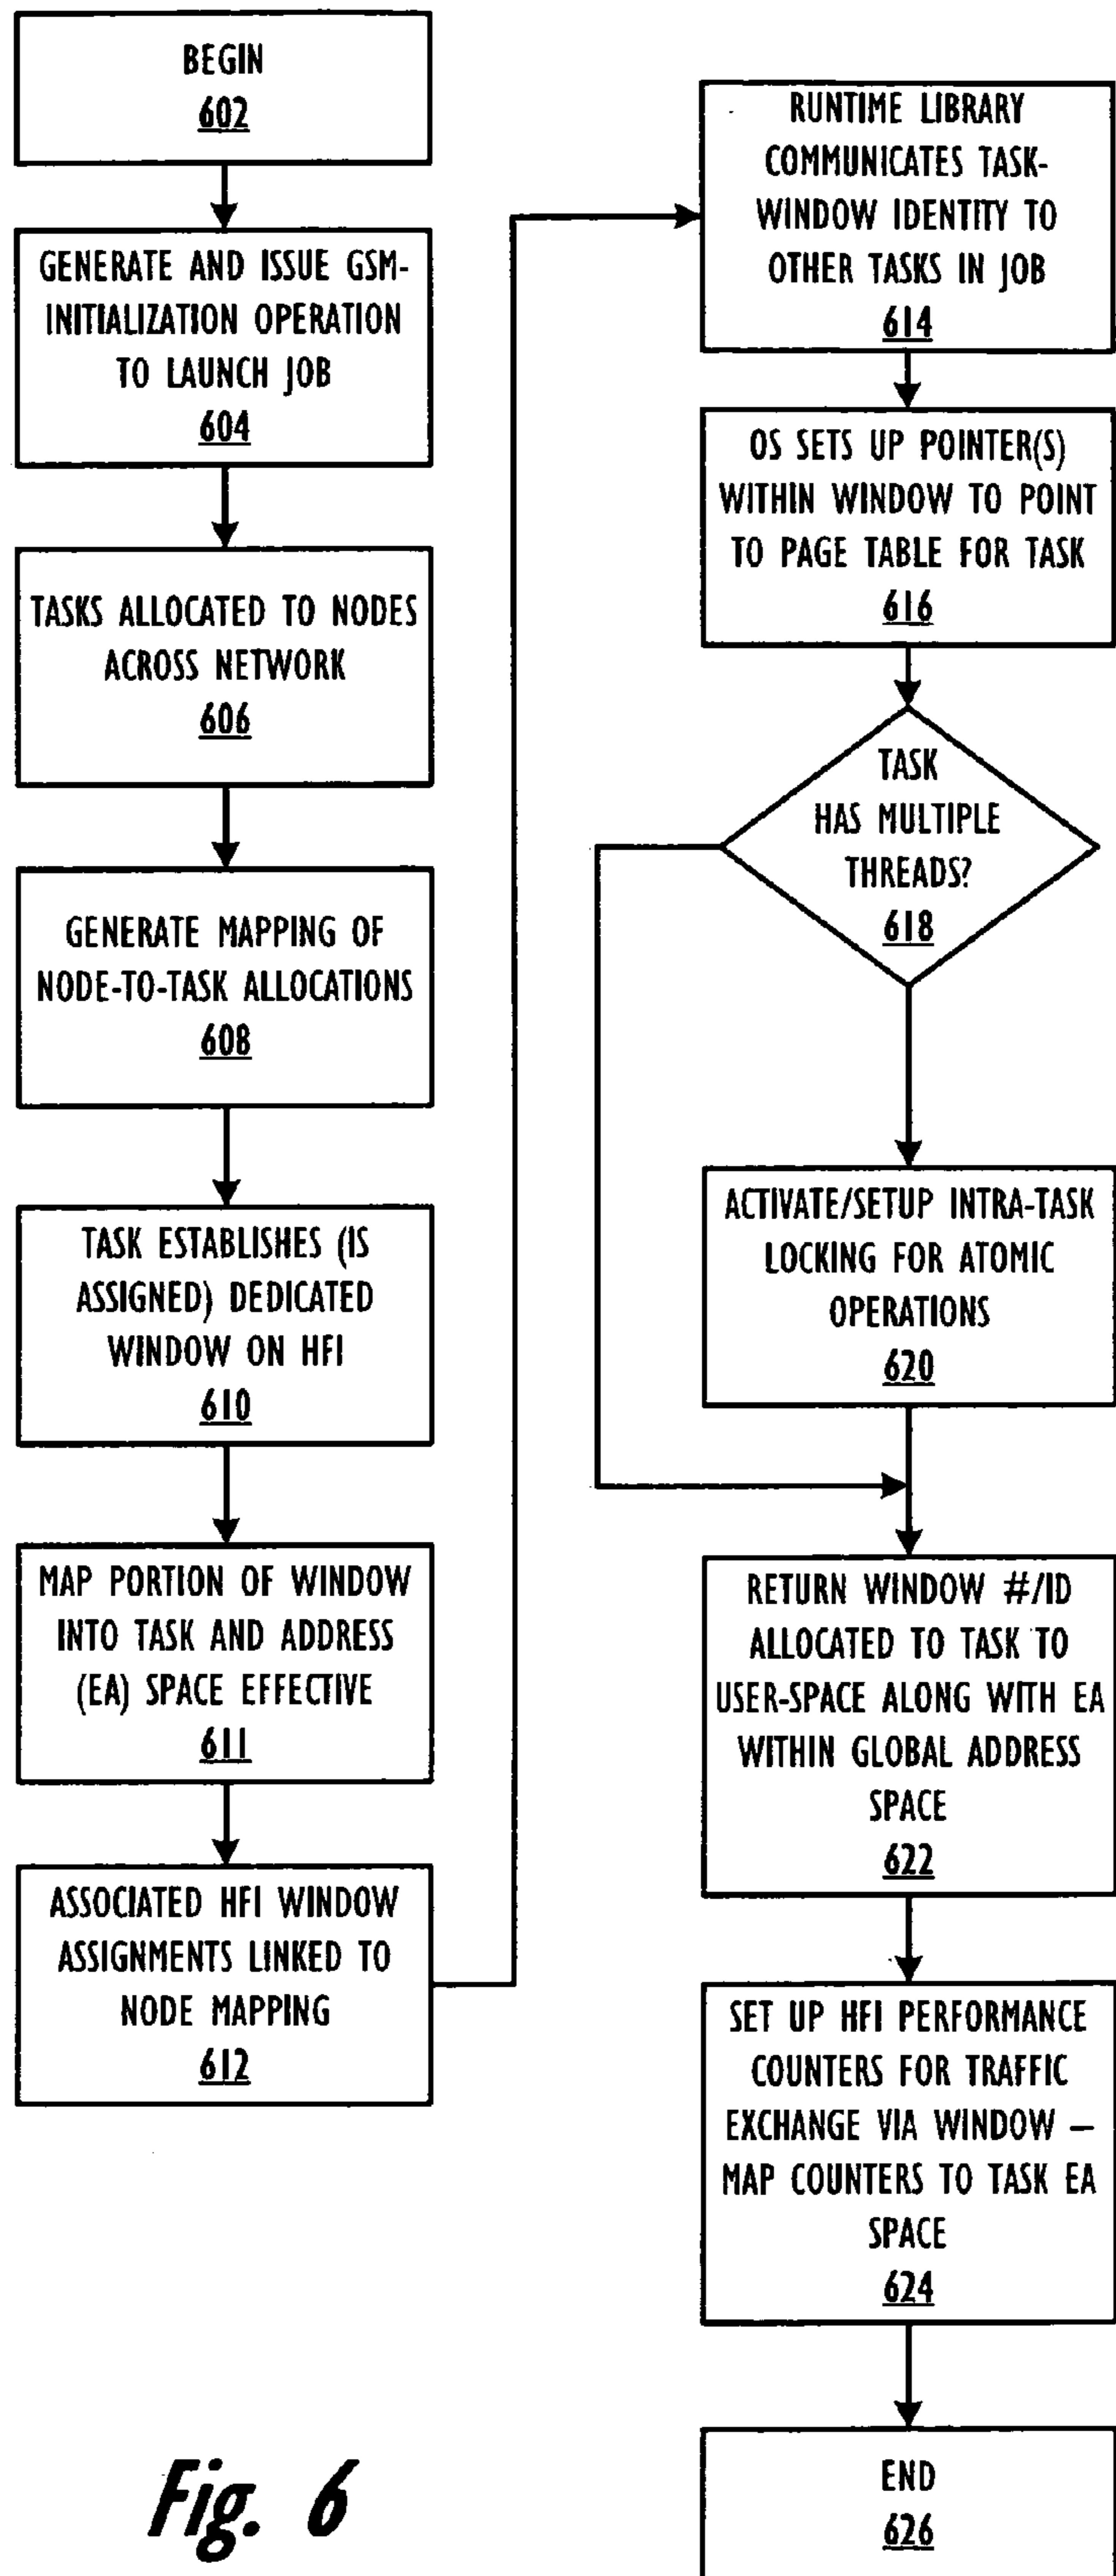 BEGIN
602
GENERATE AND ISSUE GSM-
INITIALIZATION OPERATION
TO LAUNCH JOB
604
TASKS ALLOCATED TO NODES
ACROSS NETWORK
606
GENERATE MAPPING OF
NODE-TO-TASK ALLOCATIONS
608
TASK ESTABLISHES (IS
ASSIGNED) DEDICATED
WINDOW ON HFI
610
MAP PORTION OF WINDOW
INTO TASK AND ADDRESS
(EA) SPACE EFFECTIVE
611
ASSOCIATED HFI WINDOW
ASSIGNMENTS LINKED TO
NODE MAPPING
612
RUNTIME LIBRARY
COMMUNICATES TASK-
WINDOW IDENTITY TO
OTHER TASKS IN JOB
614
OS SETS UP POINTER(S)
WITHIN WINDOW TO POINT
TO PAGE TABLE FOR TASK
616
TASK
HAS MULTIPLE
THREADS?
618
ACTIVATE/SETUP INTRA-TASK
LOCKING FOR ATOMIC
OPERATIONS
620
RETURN WINDOW #/ID
ALLOCATED TO TASK TO
USER-SPACE ALONG WITH EA
WITHIN GLOBAL ADDRESS
SPACE
622
SET UP HFI PERFORMANCE
COUNTERS FOR TRAFFIC
EXCHANGE VIA WINDOW –
MAP COUNTERS TO TASK EA
SPACE
624
END
626
Fig. 6